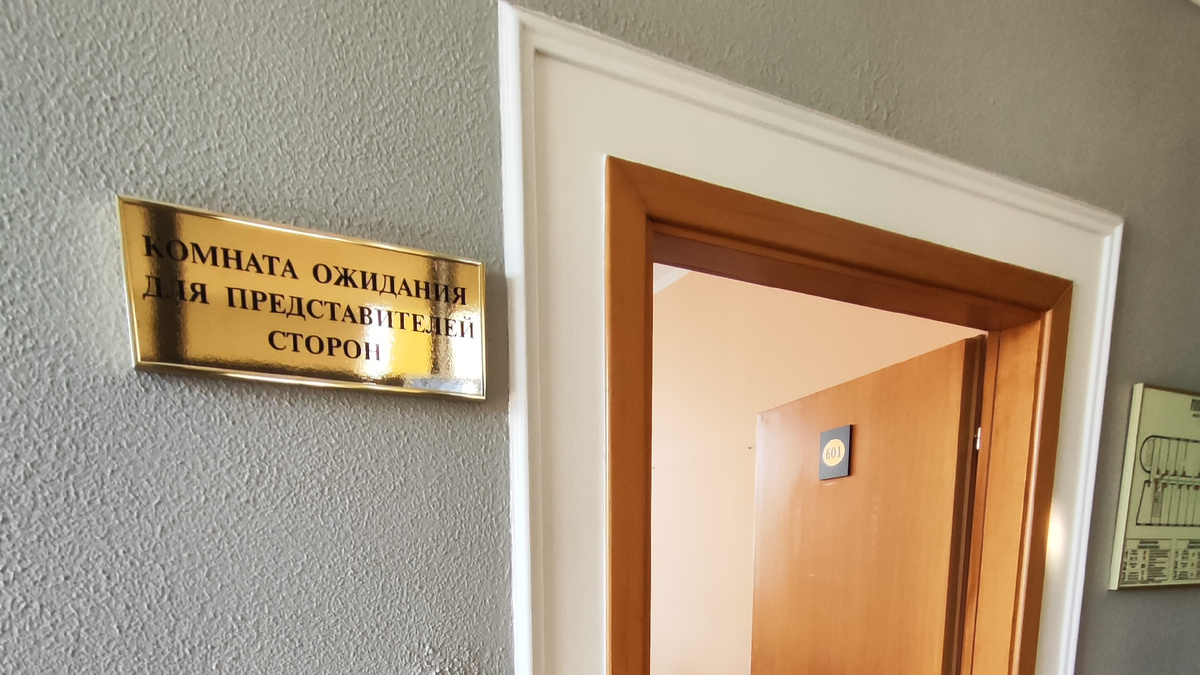 КОМНАТА ОЖИДАНИЯ
ДЛЯ ПРЕДСТАВИТЕЛЕЙ
СТОРОН
601